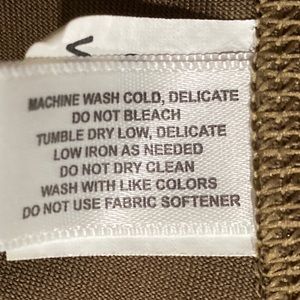 MACHINE WASH COLD, DELICATE
DO NOT BLEACH
TUMBLE DRY LOW, DELICATE
LOW IRON AS NEEDED
DO NOT DRY CLEAN
WASH WITH LIKE COLORS
DO NOT USE FABRIC SOFTENER